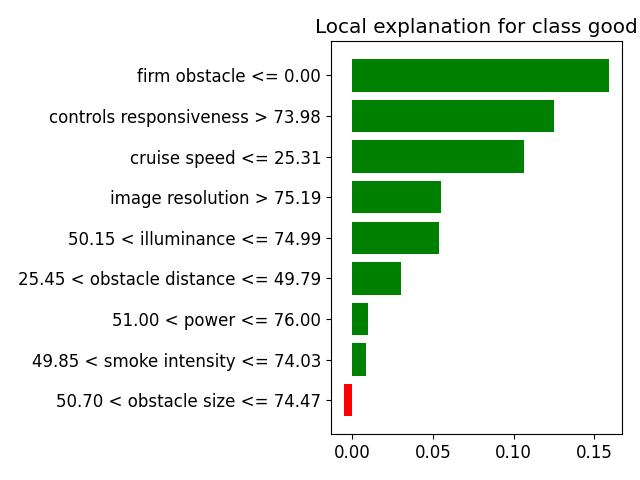 Local explanation for class good
firm obstacle <= 0.00
controls responsiveness > 73.98
cruise speed <= 25.31
image resolution > 75.19
50.15 < illuminance <= 74.99
25.45 < obstacle distance <= 49.79
51.00 < power <= 76.00
49.85 < smoke intensity <= 74.03
50.70 < obstacle size <= 74.47
0.00 0.05 0.10 0.15